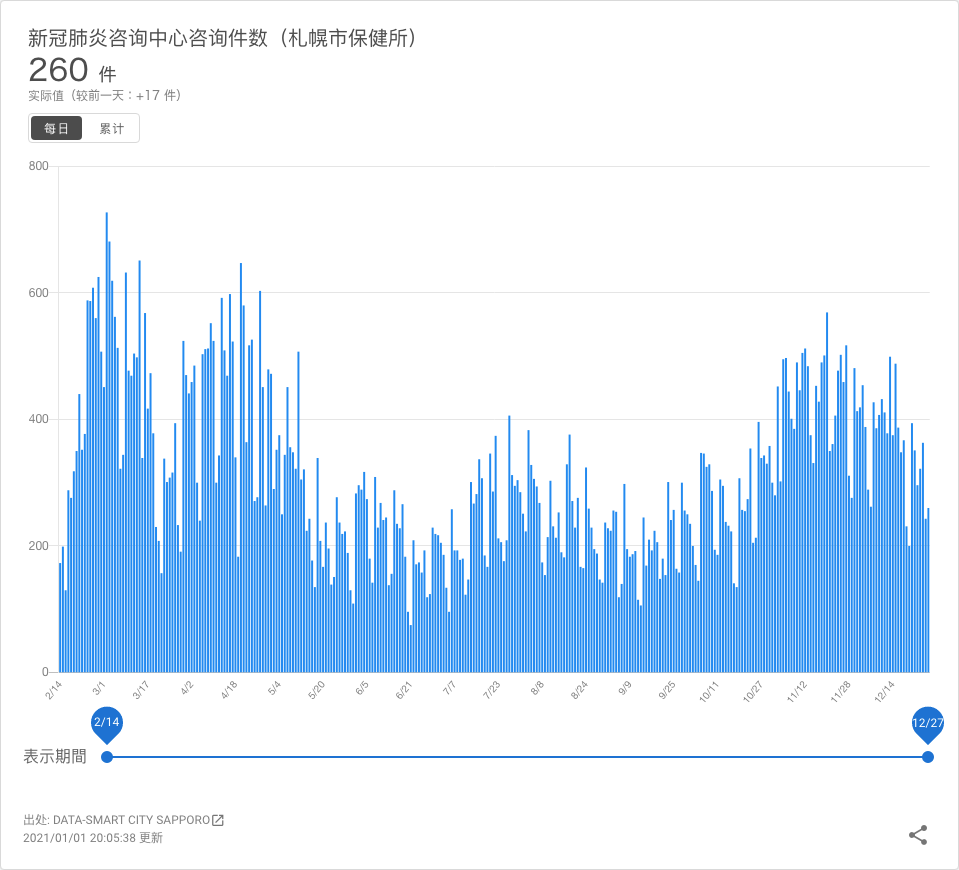 新冠肺炎咨询中心咨询件数（札幌市保健所）
260 件
实际值（较前一天：+17 件）
每日 累计
800
600
400
200
0
2/14 3/1 3/17 4/2 4/18 5/4 5/20 6/5 6/21 7/7 7/23 8/8 8/24 9/9 9/25 10/11 10/27 11/12 11/28 12/14
2/14 12/27
表示期間
出处: DATA-SMART CITY SAPPORO
2021/01/01 20:05:38 更新